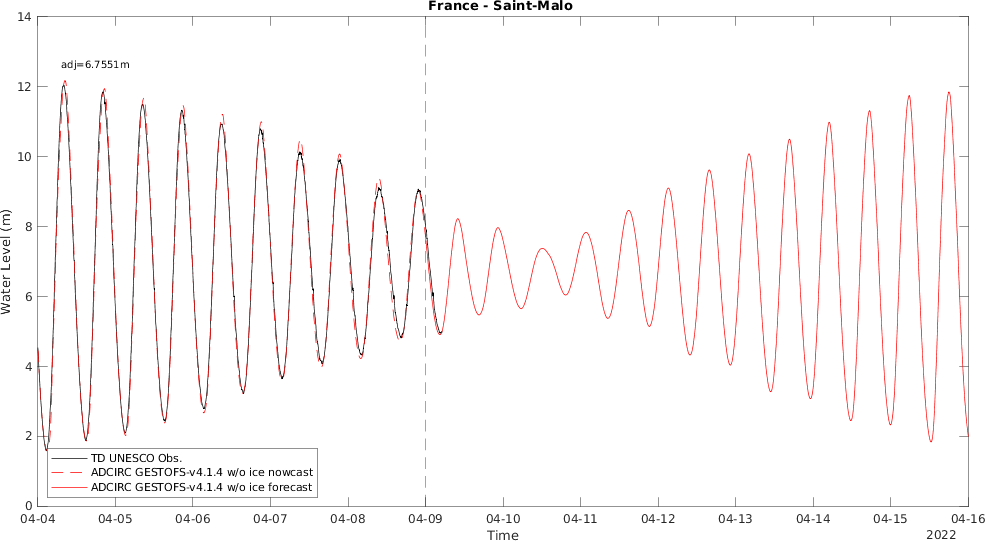 France - Saint-Malo
14
adj=6.7551m
12
10
8
6
4
2
0
Water Level (m)
TD UNESCO Obs.
ADCIRC GESTOFS-v4.1.4 w/o ice nowcast
ADCIRC GESTOFS-v4.1.4 w/o ice forecast
04-04 04-05 04-06 04-07 04-08 04-09 04-10 04-11 04-12 04-13 04-14 04-15 04-16
Time
2022